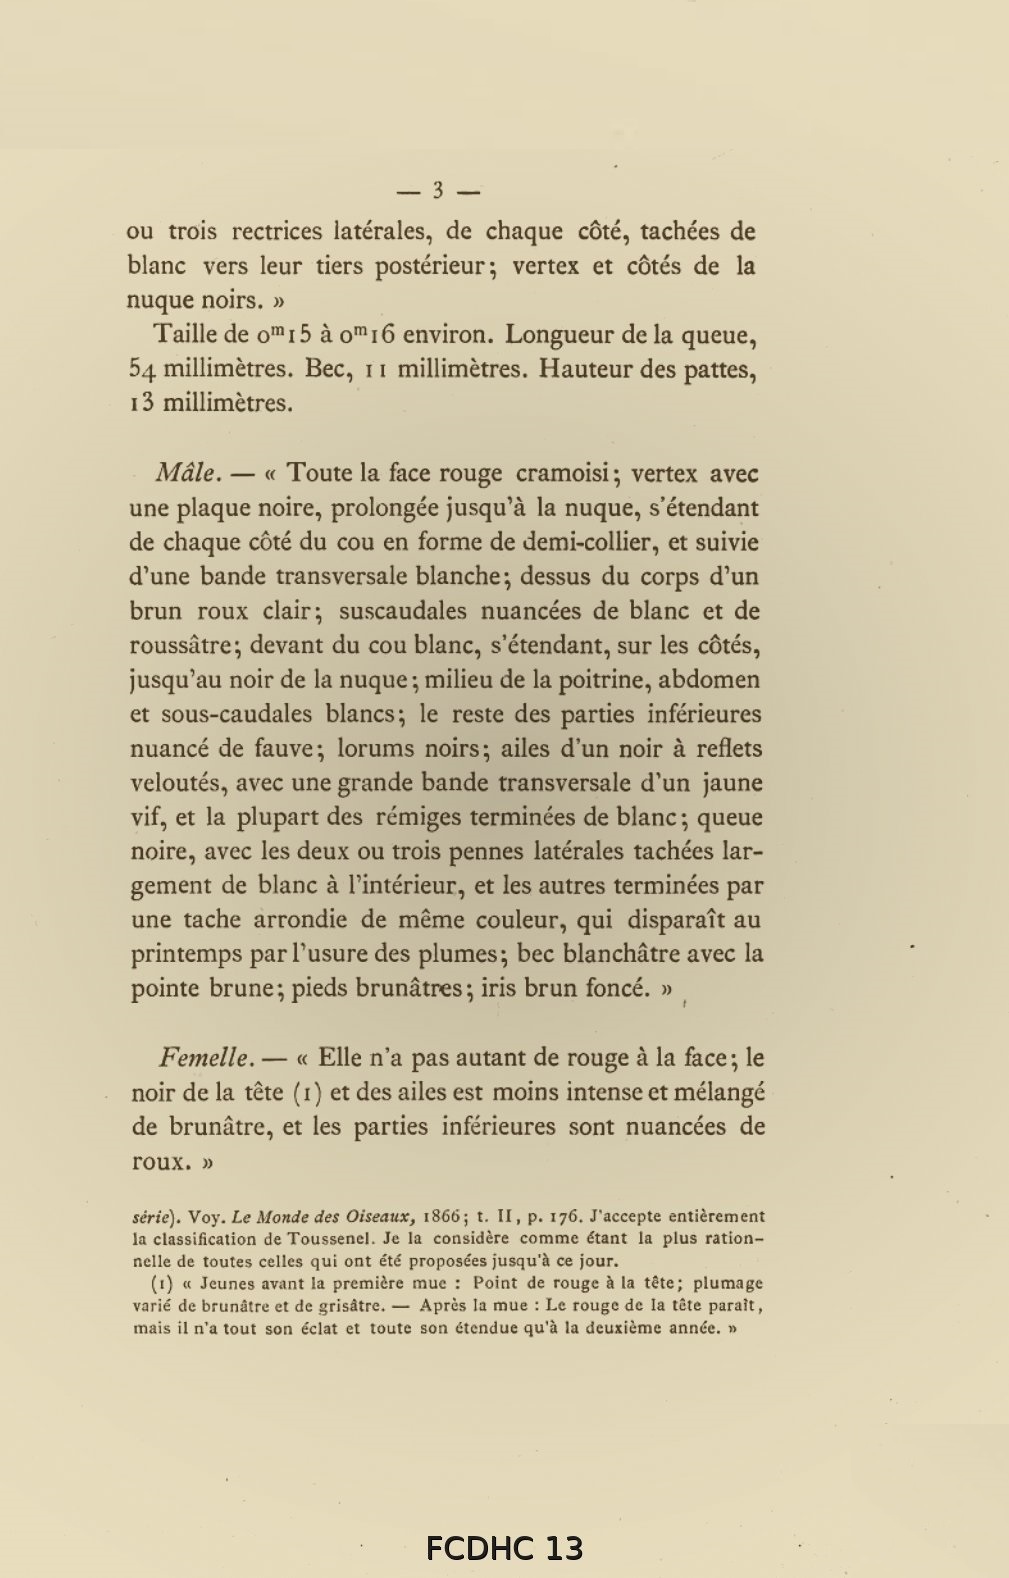 — 3 —
ou trois rectrices latérales, de chaque côté, tachées de
blanc vers leur tiers postérieur; vertex et côtés de la
nuque noirs. »
Taille de 0ᵐ15 à 0ᵐ16 environ. Longueur de la queue,
54 millimètres. Bec, 11 millimètres. Hauteur des pattes,
13 millimètres.
Mâle. — « Toute la face rouge cramoisi; vertex avec
une plaque noire, prolongée jusqu'à la nuque, s'étendant
de chaque côté du cou en forme de demi-collier, et suivie
d'une bande transversale blanche; dessus du corps d'un
brun roux clair; suscaudales nuancées de blanc et de
roussâtre; devant du cou blanc, s'étendant, sur les côtés,
jusqu'au noir de la nuque; milieu de la poitrine, abdomen
et sous-caudales blancs; le reste des parties inférieures
nuancé de fauve; lorums noirs; ailes d'un noir à reflets
veloutés, avec une grande bande transversale d'un jaune
vif, et la plupart des rémiges terminées de blanc; queue
noire, avec les deux ou trois pennes latérales tachées lar-
gement de blanc à l'intérieur, et les autres terminées par
une tache arrondie de même couleur, qui disparaît au
printemps par l'usure des plumes; bec blanchâtre avec la
pointe brune; pieds brunâtres; iris brun foncé. »
Femelle. — « Elle n'a pas autant de rouge à la face; le
noir de la tête (1) et des ailes est moins intense et mélangé
de brunâtre, et les parties inférieures sont nuancées de
roux. »
série). Voy. Le Monde des Oiseaux, 1866; t. II, p. 176. J'accepte entièrement
la classification de Toussenel. Je la considère comme étant la plus ration-
nelle de toutes celles qui ont été proposées jusqu'à ce jour.
(1) « Jeunes avant la première mue : Point de rouge à la tête; plumage
varié de brunâtre et de grisâtre. — Après la mue : Le rouge de la tête paraît,
mais il n'a tout son éclat et toute son étendue qu'à la deuxième année. »
FCDHC 13